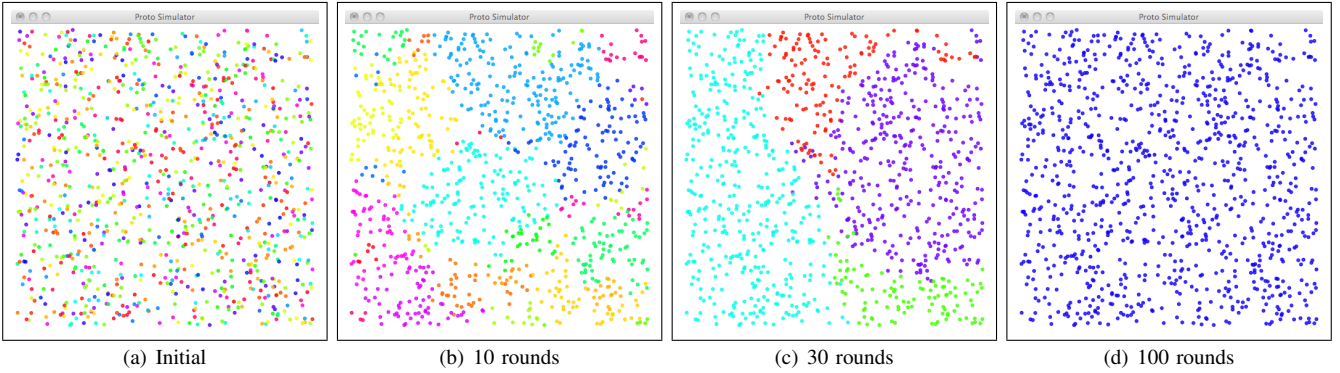 Proto Simulator
Proto Simulator
Proto Simulator
Proto Simulator
(a) Initial
(b) 10 rounds
(c) 30 rounds
(d) 100 rounds